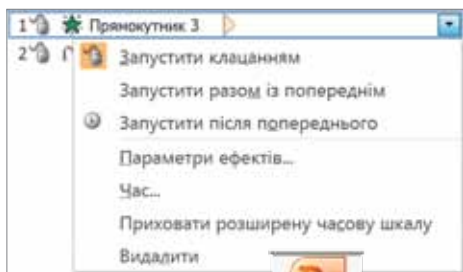 1 Прямокутник 3
2
Запустити клацанням
Запустити разом із попереднім
Запустити після попереднього
Параметри ефектів...
Час...
Приховати розширену часову шкалу
Видалити